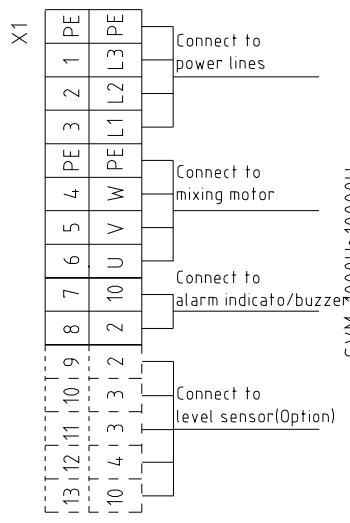 X1
PE PE
1 L3
2 L2
3 L1
PE PE
4 W
5 V
6 U
7 10
8 2
9 2
10 3
11 3
12 4
13 10
Connect to
power lines
Connect to
mixing motor
Connect to
alarm indicato/buzzer
Connect to
level sensor(Option)